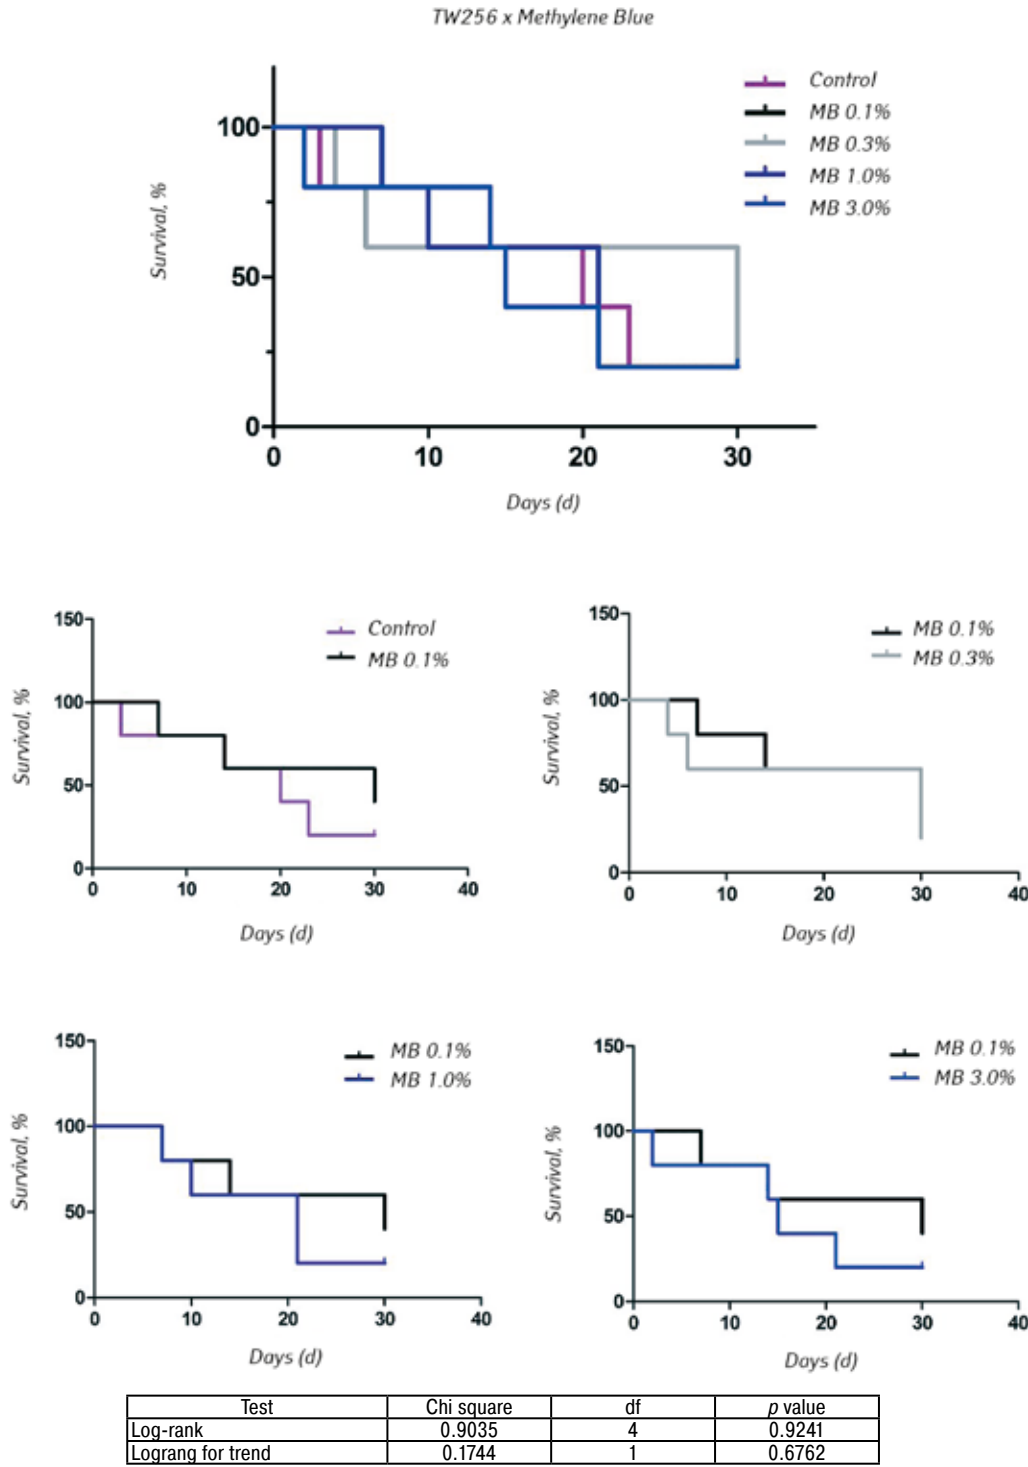 TW256 x Methylene Blue
Control
MB 0.1%
MB 0.3%
MB 1.0%
MB 3.0%
Survival, %
100
50
0
0 10 20 30
Days (d)
Control
MB 0.1%
Survival, %
150
100
50
0
0 10 20 30 40
Days (d)
MB 0.1%
MB 0.3%
Survival, %
150
100
50
0
0 10 20 30 40
Days (d)
MB 0.1%
MB 1.0%
Survival, %
150
100
50
0
0 10 20 30 40
Days (d)
MB 0.1%
MB 3.0%
Survival, %
150
100
50
0
0 10 20 30 40
Days (d)
Test Chi square df p value
Log-rank 0.9035 4 0.9241
Lograng for trend 0.1744 1 0.6762